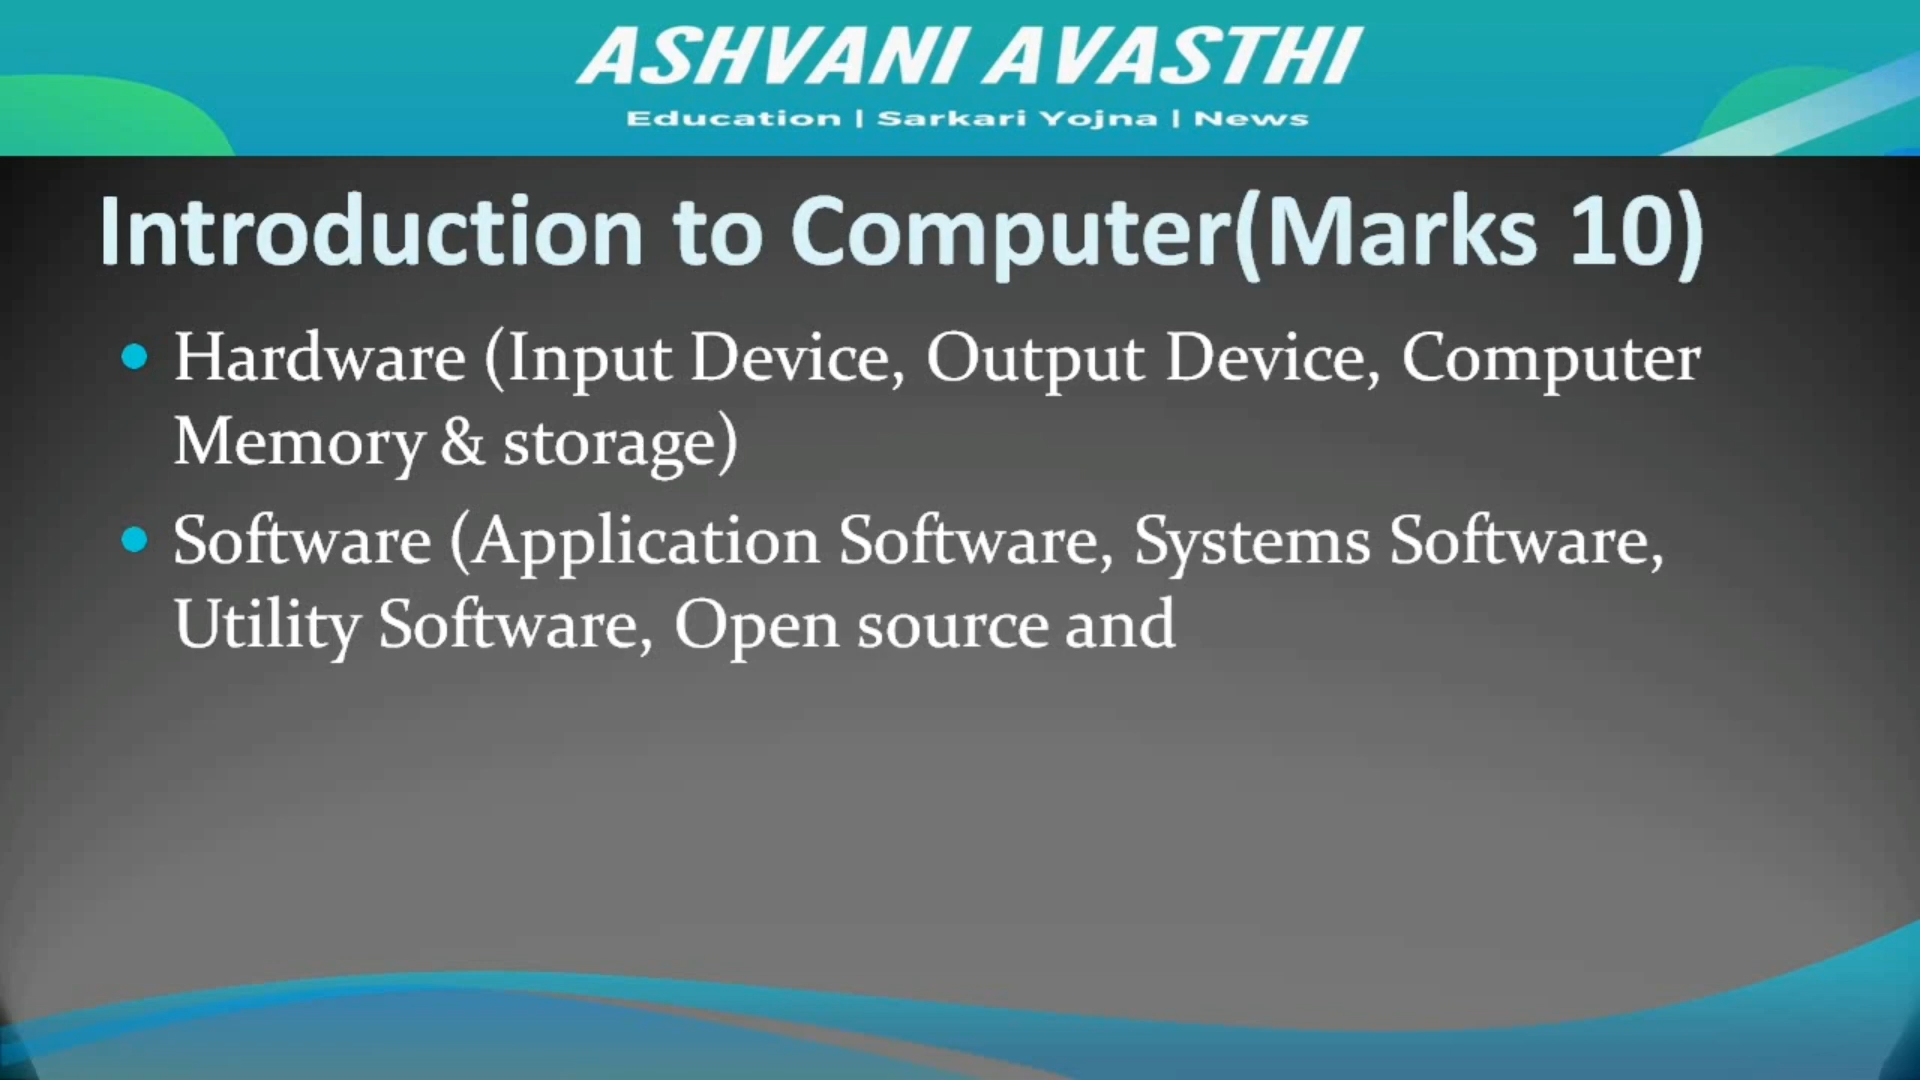 ASHVANI AVASTHI
Education | Sarkari Yojna | News
Introduction to Computer(Marks 10)
• Hardware (Input Device, Output Device, Computer
Memory & storage)
• Software (Application Software, Systems Software,
Utility Software, Open source and